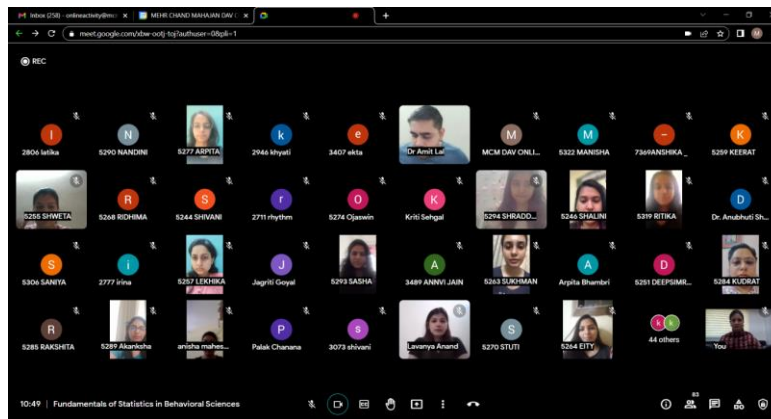 Inbox (258) - onlineactivity@m
MEHR CHAND MAHAJAN DAV
meet.google.com/xbw-ootj-toj?authuser=0&pli=1
REC
I N k e M M - K
2806 latika 5290 NANDINI 5277 ARPITA 2946 khyati 3407 ekta Dr Amit Lal MCM DAV ONLI... 5322 MANISHA 7369ANSHIKA_ 5259 KEERAT
R S r O K D
5255 SHWETA 5268 RIDHIMA 5244 SHIVANI 2711 rhythm 5274 Ojaswin Kriti Sehgal 5294 SHRADD... 5246 SHALINI 5319 RITIKA Dr. Anubhuti Sh...
S i J A A D
5306 SANIYA 2777 irina 5257 LEKHIKA Jagriti Goyal 5293 SASHA 3489 ANNVI JAIN 5263 SUKHMAN Arpita Bhambri 5251 DEEPSIMR... 5284 KUDRAT
R P s S k k
5285 RAKSHITA 5289 Akanksha anisha mahes... Palak Chanana 3073 shivani Lavanya Anand 5270 STUTI 5264 EITY 44 others You
10:49 | Fundamentals of Statistics in Behavioral Sciences 83